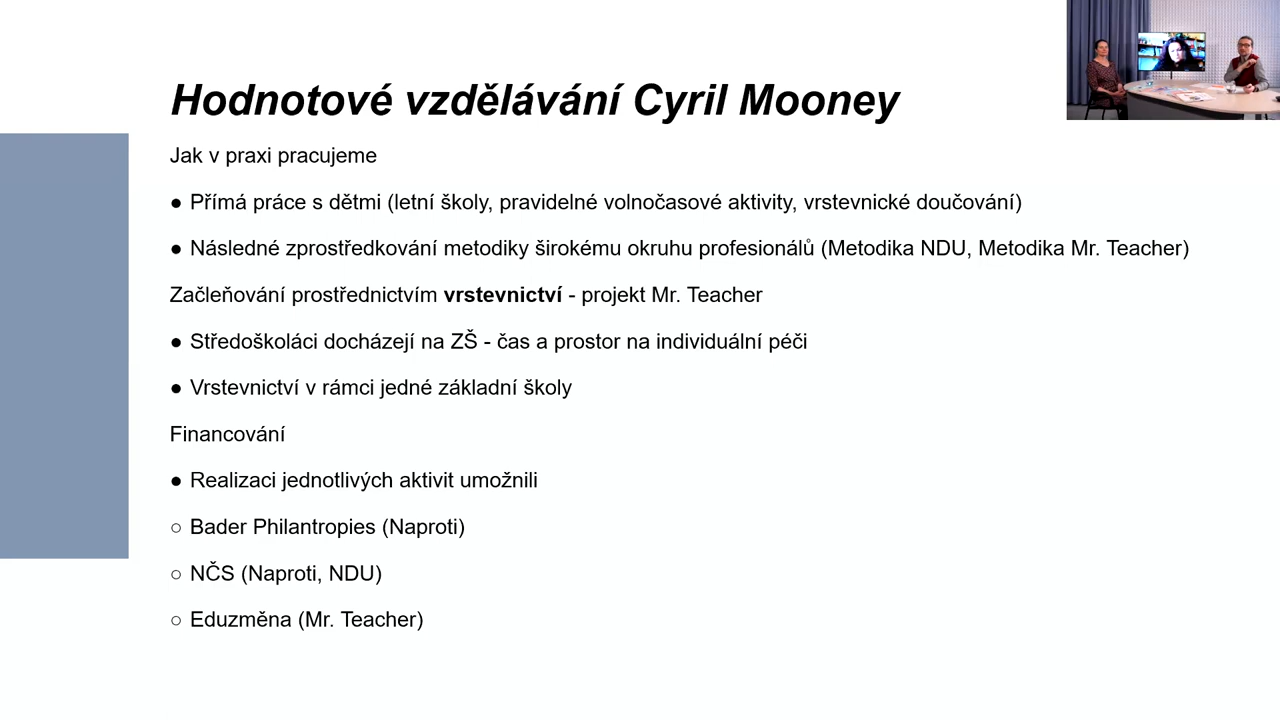 Hodnotové vzdělávání Cyril Mooney
Jak v praxi pracujeme
● Přímá práce s dětmi (letní školy, pravidelné volnočasové aktivity, vrstevnické doučování)
● Následné zprostředkování metodiky širokému okruhu profesionálů (Metodika NDU, Metodika Mr. Teacher)
Začleňování prostřednictvím vrstevnictví - projekt Mr. Teacher
● Středoškoláci docházejí na ZŠ - čas a prostor na individuální péči
● Vrstevnictví v rámci jedné základní školy
Financování
● Realizaci jednotlivých aktivit umožnili
○ Bader Philantropies (Naproti)
○ NČS (Naproti, NDU)
○ Eduzměna (Mr. Teacher)